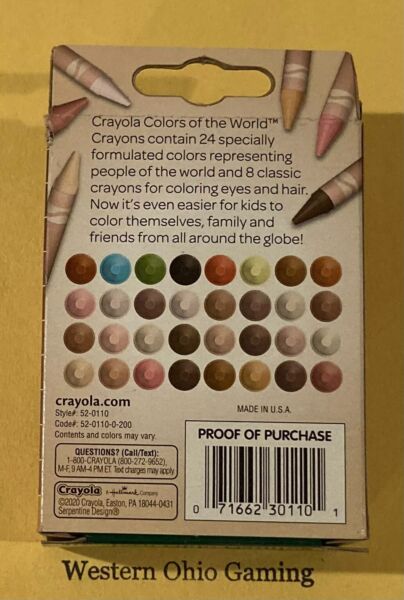 Crayola Colors of the World™
Crayons contain 24 specially
formulated colors representing
people of the world and 8 classic
crayons for coloring eyes and hair.
Now it's even easier for kids to
color themselves, family and
friends from all around the globe!
crayola.com
Style#: 52-0110
Code#: 52-0110-0-200
Contents and colors may vary.
MADE IN U.S.A.
QUESTIONS? (Call/Text):
1-800-CRAYOLA (800-272-9652),
M-F, 9 AM-4 PM ET. Text charges may apply.
PROOF OF PURCHASE
0 71662 30110 1
Crayola A Hallmark Company
©2020 Crayola, Easton, PA 18044-0431
Serpentine Design®
Western Ohio Gaming